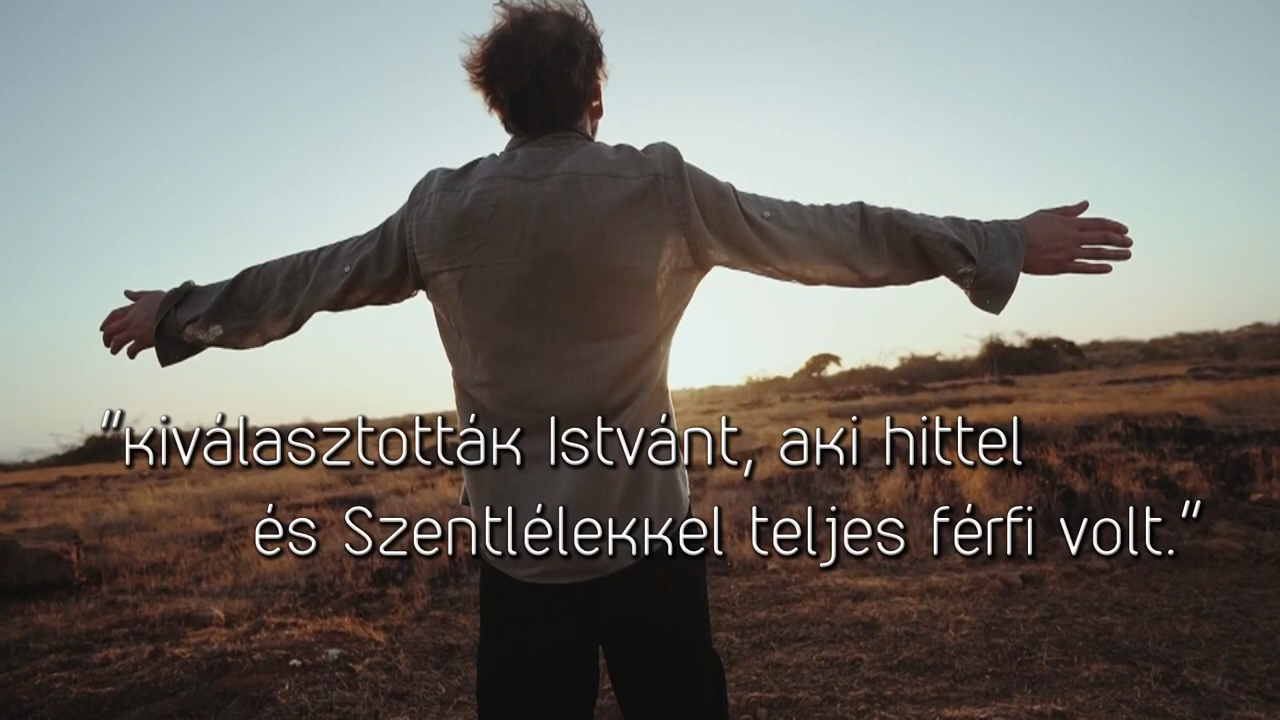 "kiválasztották Istvánt, aki hittel
és Szentlélekkel teljes férfi volt."